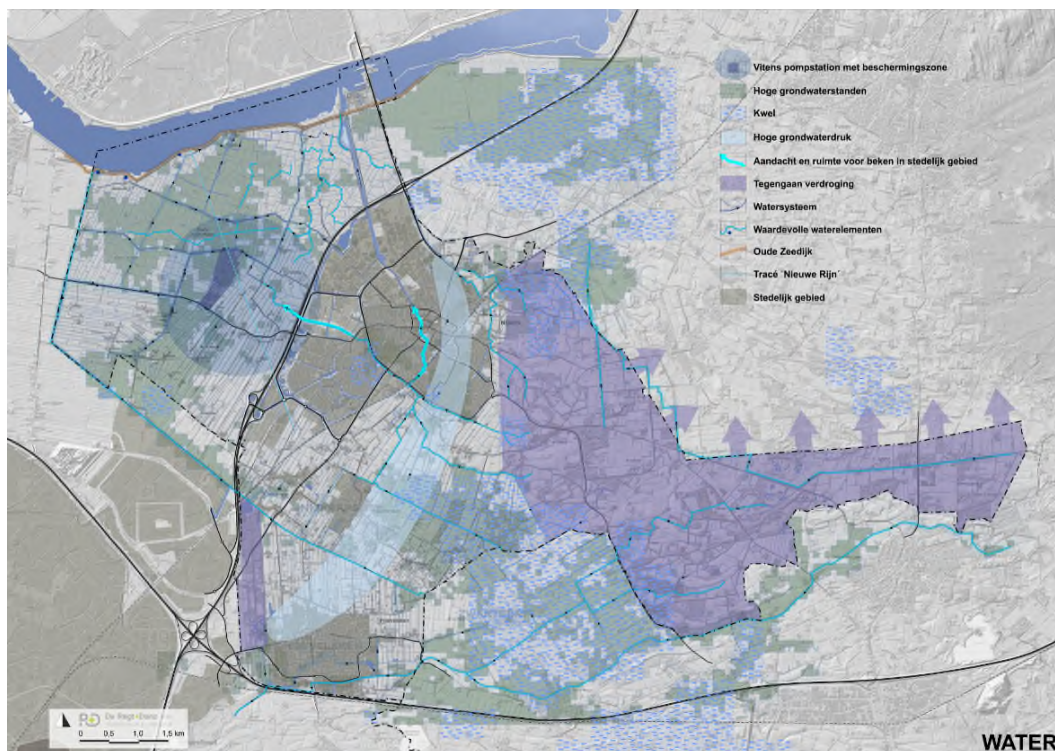 Vitens pompstation met beschermingszone
Hoge grondwaterstanden
Kwel
Hoge grondwaterdruk
Aandacht en ruimte voor beken in stedelijk gebied
Tegengaan verdroging
Watersysteem
Waardevolle waterelementen
Oude Zeedijk
Tracé 'Nieuwe Rijn'
Stedelijk gebied
0 0,5 1,0 1,5 km
WATER